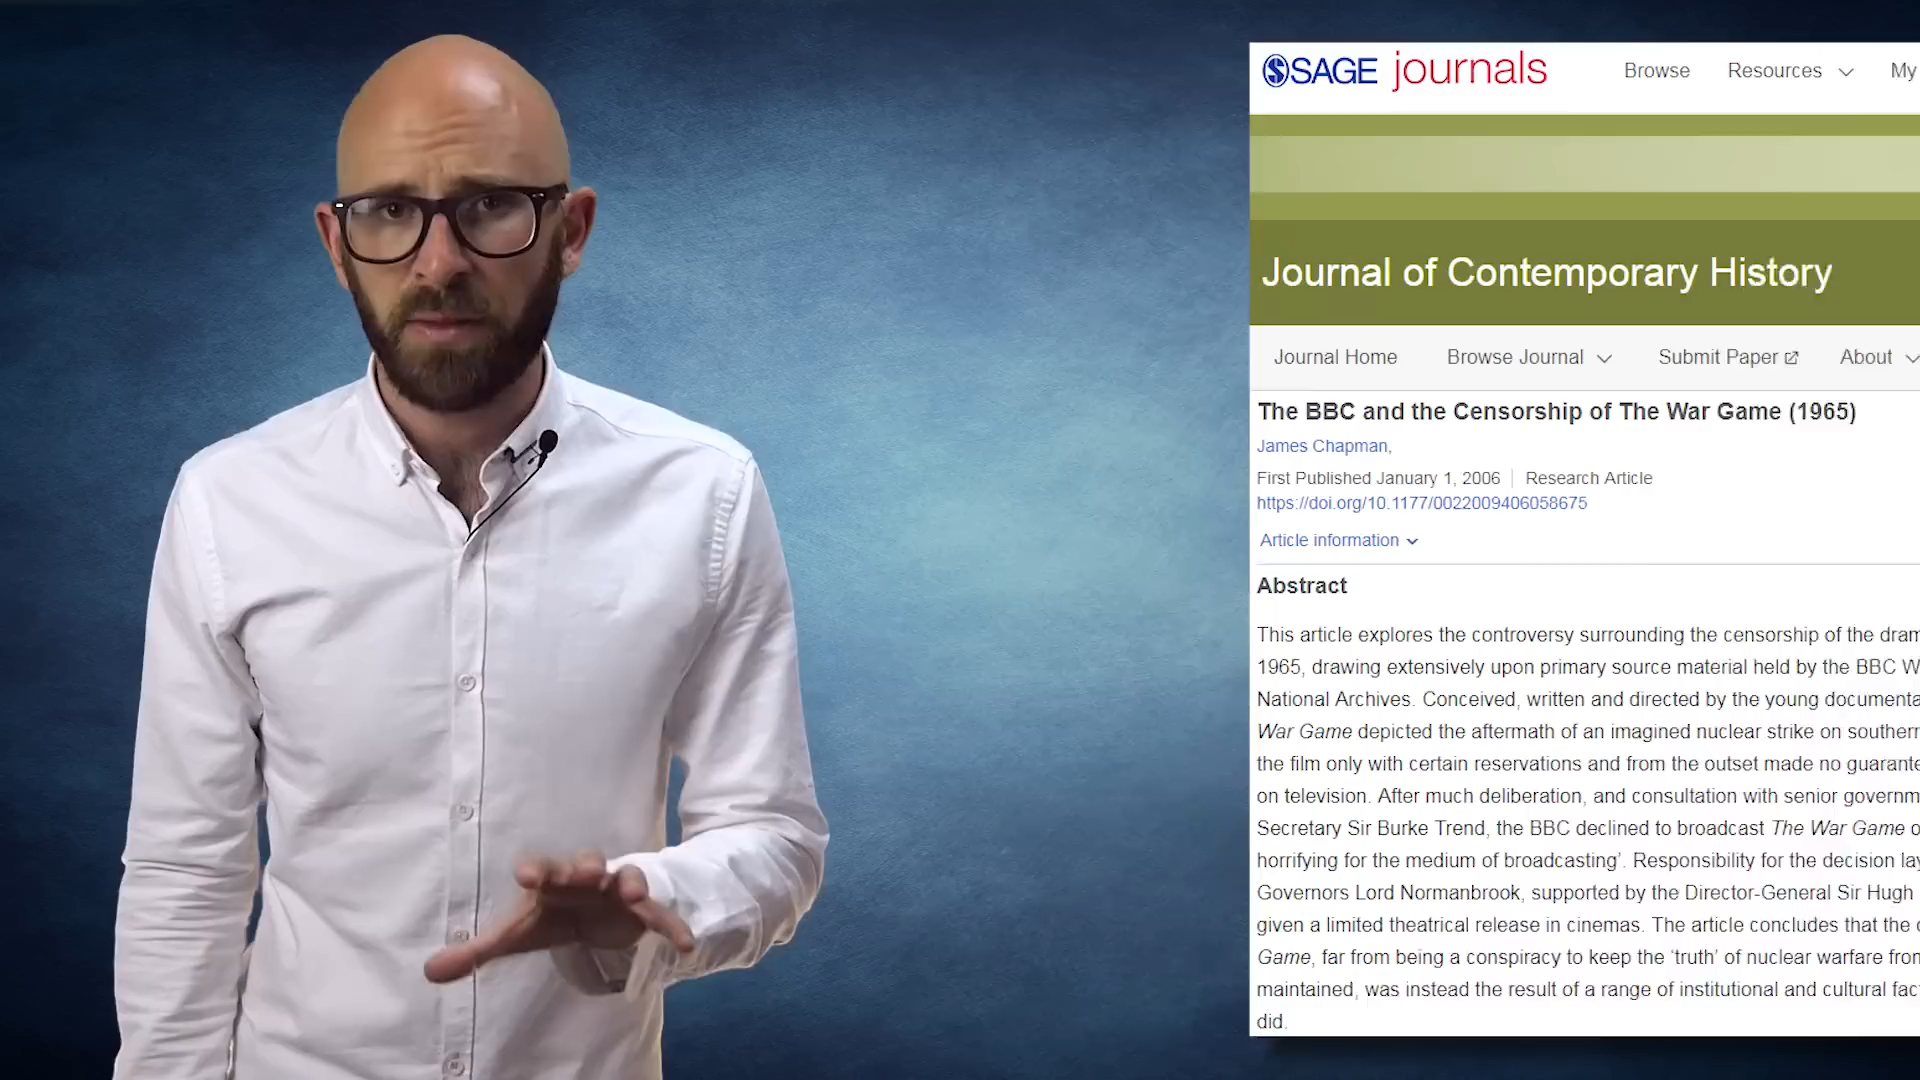 SAGE journals
Browse Resources My
Journal of Contemporary History
Journal Home Browse Journal Submit Paper About
The BBC and the Censorship of The War Game (1965)
James Chapman,
First Published January 1, 2006 Research Article
https://doi.org/10.1177/0022009406058675
Article information
Abstract
This article explores the controversy surrounding the censorship of the
1965, drawing extensively upon primary source material held by the BBC
National Archives. Conceived, written and directed by the young
War Game depicted the aftermath of an imagined nuclear strike on
the film only with certain reservations and from the outset made no
on television. After much deliberation, and consultation with senior
Secretary Sir Burke Trend, the BBC declined to broadcast The War Game
horrifying for the medium of broadcasting'. Responsibility for the decision
Governors Lord Normanbrook, supported by the Director-General Sir Hugh
given a limited theatrical release in cinemas. The article concludes that the
Game, far from being a conspiracy to keep the 'truth' of nuclear warfare
maintained, was instead the result of a range of institutional and cultural
did.